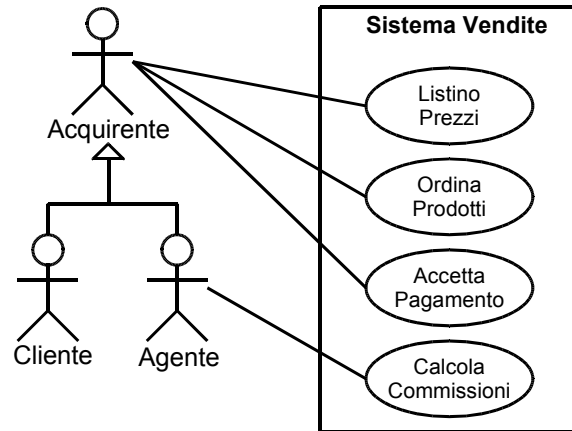 Sistema Vendite
Listino
Prezzi
Acquirente
Ordina
Prodotti
Accetta
Pagamento
Cliente
Agente
Calcola
Commissioni